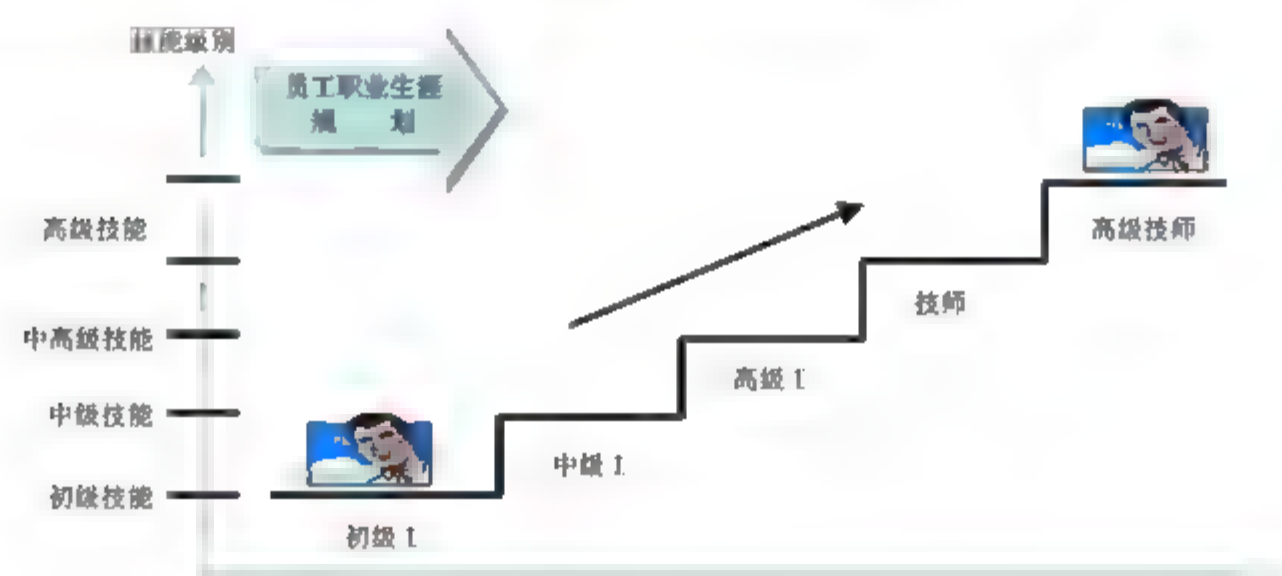 技能级别
员工职业生涯
规 划
高级技能
高级技师
技师
中高级技能
高级工
中级技能
中级工
初级技能
初级工